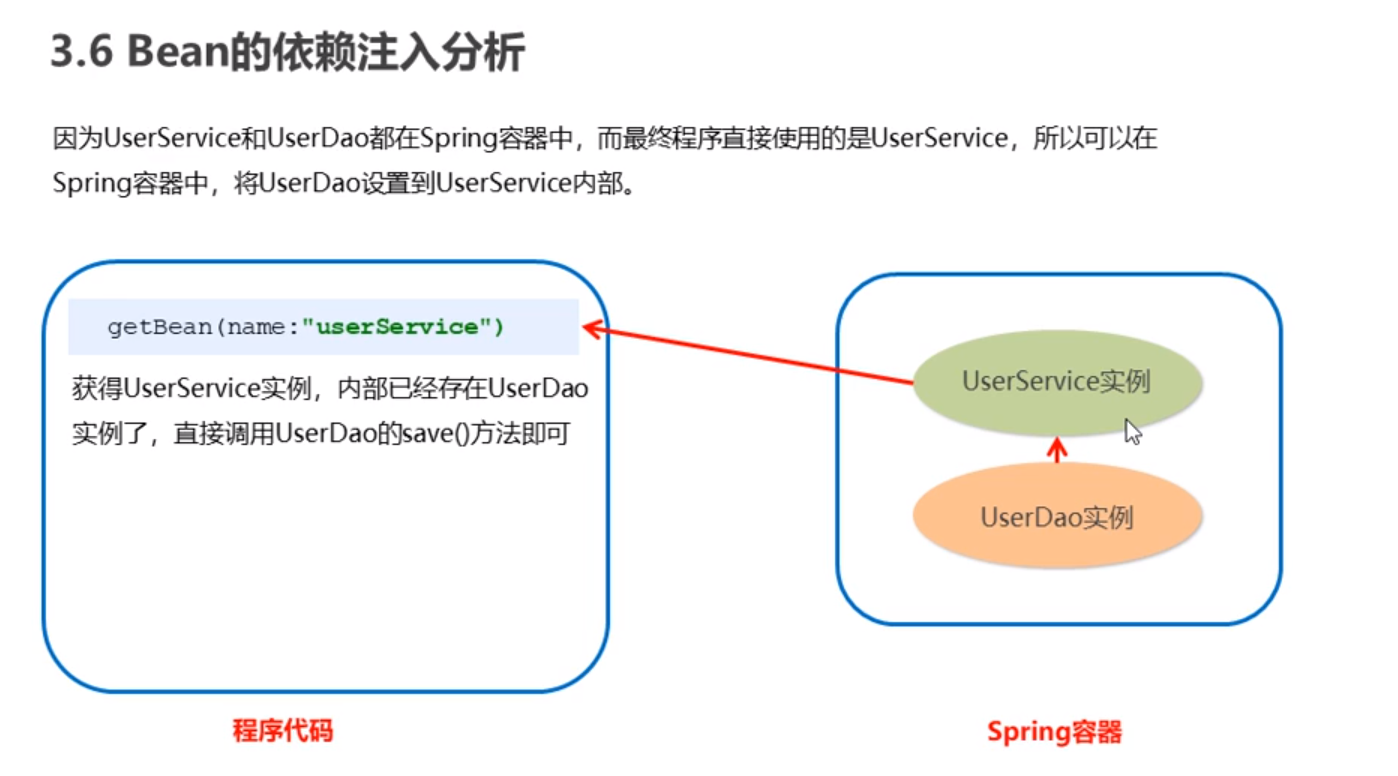 3.6 Bean的依赖注入分析
因为UserService和UserDao都在Spring容器中，而最终程序直接使用的是UserService，所以可以在
Spring容器中，将UserDao设置到UserService内部。
getBean(name:"userService")
获得UserService实例，内部已经存在UserDao
实例了，直接调用UserDao的save()方法即可
程序代码
UserService实例
UserDao实例
Spring容器